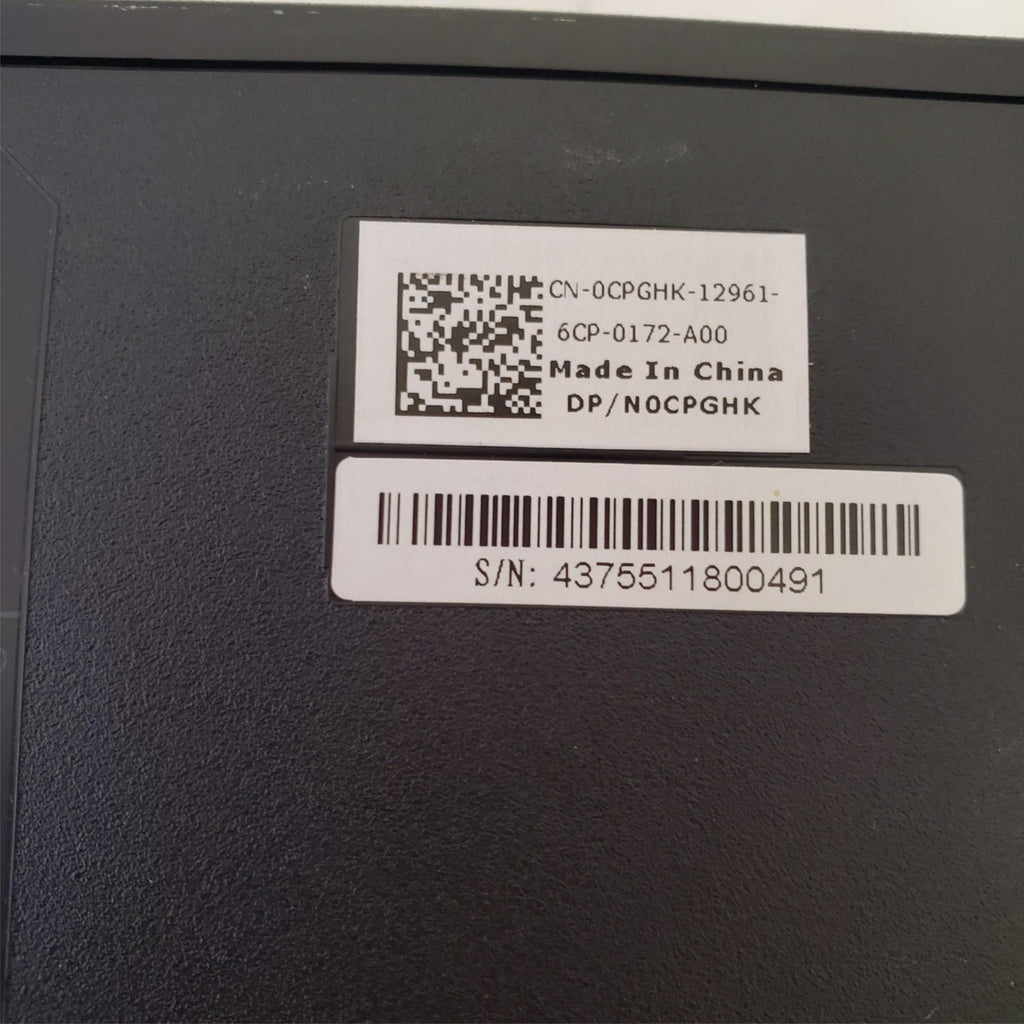 CN-0CPGHK-12961-
6CP-0172-A00
Made In China
DP/N0CPGHK
S/N: 4375511800491